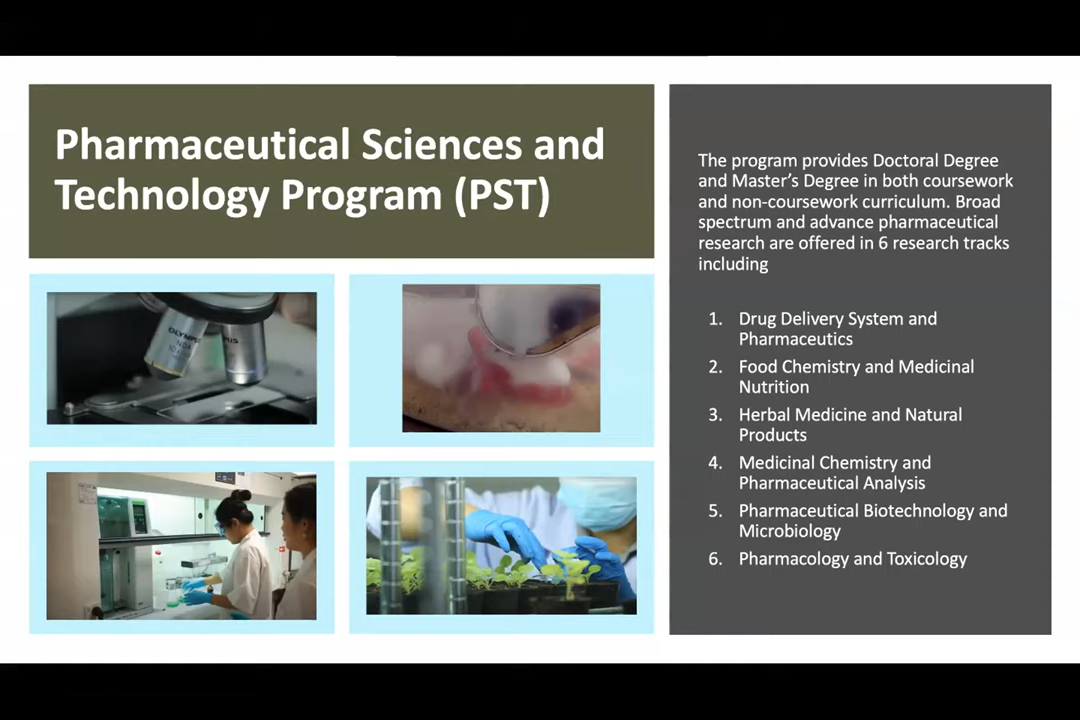 Pharmaceutical Sciences and
Technology Program (PST)
The program provides Doctoral Degree
and Master's Degree in both coursework
and non-coursework curriculum. Broad
spectrum and advance pharmaceutical
research are offered in 6 research tracks
including
1. Drug Delivery System and
Pharmaceutics
2. Food Chemistry and Medicinal
Nutrition
3. Herbal Medicine and Natural
Products
4. Medicinal Chemistry and
Pharmaceutical Analysis
5. Pharmaceutical Biotechnology and
Microbiology
6. Pharmacology and Toxicology
OLYMPUS